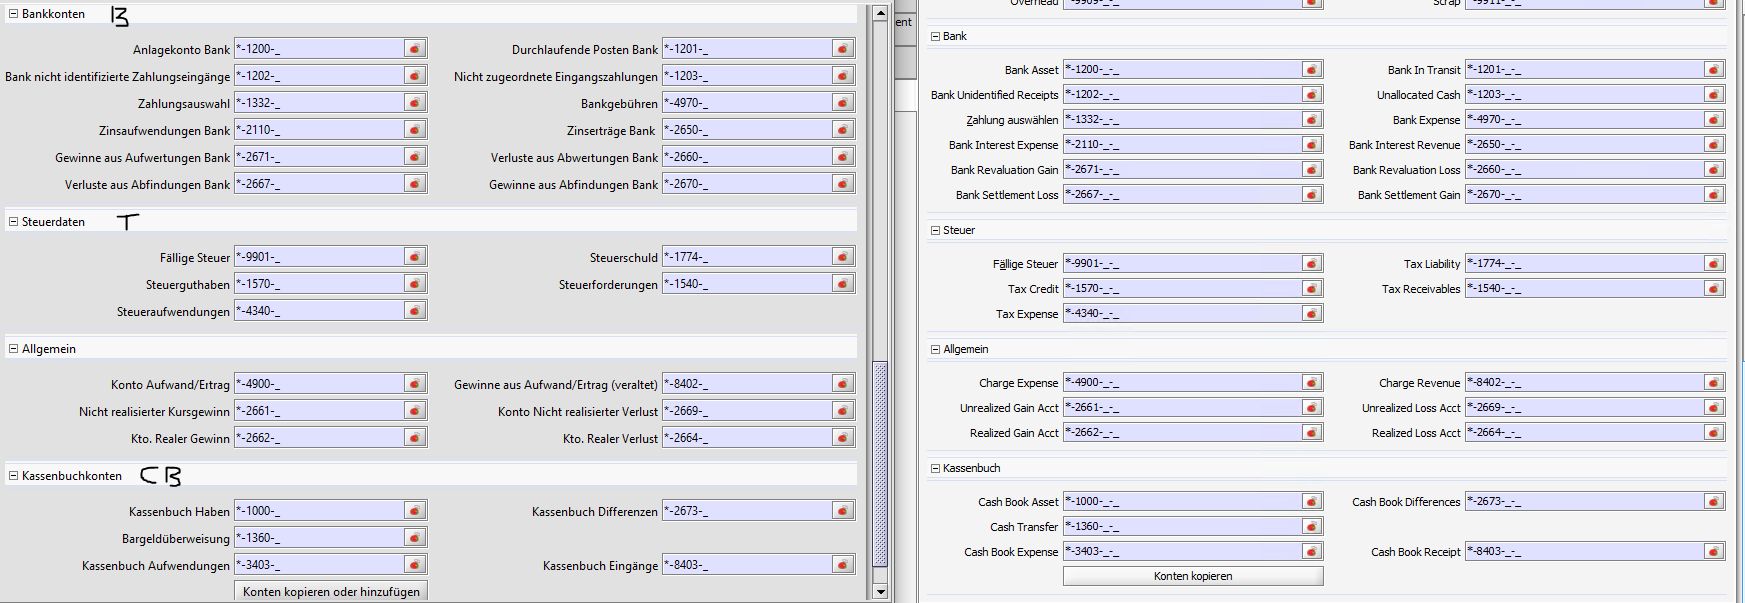 Bankkonten B
Anlagekonto Bank *-1200-_ Durchlaufende Posten Bank *-1201-_
Bank nicht identifizierte Zahlungseingänge *-1202-_ Nicht zugeordnete Eingangszahlungen *-1203-_
Zahlungsauswahl *-1332-_ Bankgebühren *-4970-_
Zinsaufwendungen Bank *-2110-_ Zinserträge Bank *-2650-_
Gewinne aus Aufwertungen Bank *-2671-_ Verluste aus Abwertungen Bank *-2660-_
Verluste aus Abfindungen Bank *-2667-_ Gewinne aus Abfindungen Bank *-2670-_
Steuerdaten T
Fällige Steuer *-9901-_ Steuerschuld *-1774-_
Steuerguthaben *-1570-_ Steuerforderungen *-1540-_
Steueraufwendungen *-4340-_
Allgemein
Konto Aufwand/Ertrag *-4900-_ Gewinne aus Aufwand/Ertrag (veraltet) *-8402-_
Nicht realisierter Kursgewinn *-2661-_ Konto Nicht realisierter Verlust *-2669-_
Kto. Realer Gewinn *-2662-_ Kto. Realer Verlust *-2664-_
Kassenbuchkonten CB
Kassenbuch Haben *-1000-_ Kassenbuch Differenzen *-2673-_
Bargeldüberweisung *-1360-_
Kassenbuch Aufwendungen *-3403-_ Kassenbuch Eingänge *-8403-_
Konten kopieren oder hinzufügen
ent
Overhead *-9909-_-_ Scrap *-9911-_-_
Bank
Bank Asset *-1200-_-_ Bank In Transit *-1201-_-_
Bank Unidentified Receipts *-1202-_-_ Unallocated Cash *-1203-_-_
Zahlung auswählen *-1332-_-_ Bank Expense *-4970-_-_
Bank Interest Expense *-2110-_-_ Bank Interest Revenue *-2650-_-_
Bank Revaluation Gain *-2671-_-_ Bank Revaluation Loss *-2660-_-_
Bank Settlement Loss *-2667-_-_ Bank Settlement Gain *-2670-_-_
Steuer
Fällige Steuer *-9901-_-_ Tax Liability *-1774-_-_
Tax Credit *-1570-_-_ Tax Receivables *-1540-_-_
Tax Expense *-4340-_-_
Allgemein
Charge Expense *-4900-_-_ Charge Revenue *-8402-_-_
Unrealized Gain Acct *-2661-_-_ Unrealized Loss Acct *-2669-_-_
Realized Gain Acct *-2662-_-_ Realized Loss Acct *-2664-_-_
Kassenbuch
Cash Book Asset *-1000-_-_ Cash Book Differences *-2673-_-_
Cash Transfer *-1360-_-_
Cash Book Expense *-3403-_-_ Cash Book Receipt *-8403-_-_
Konten kopieren